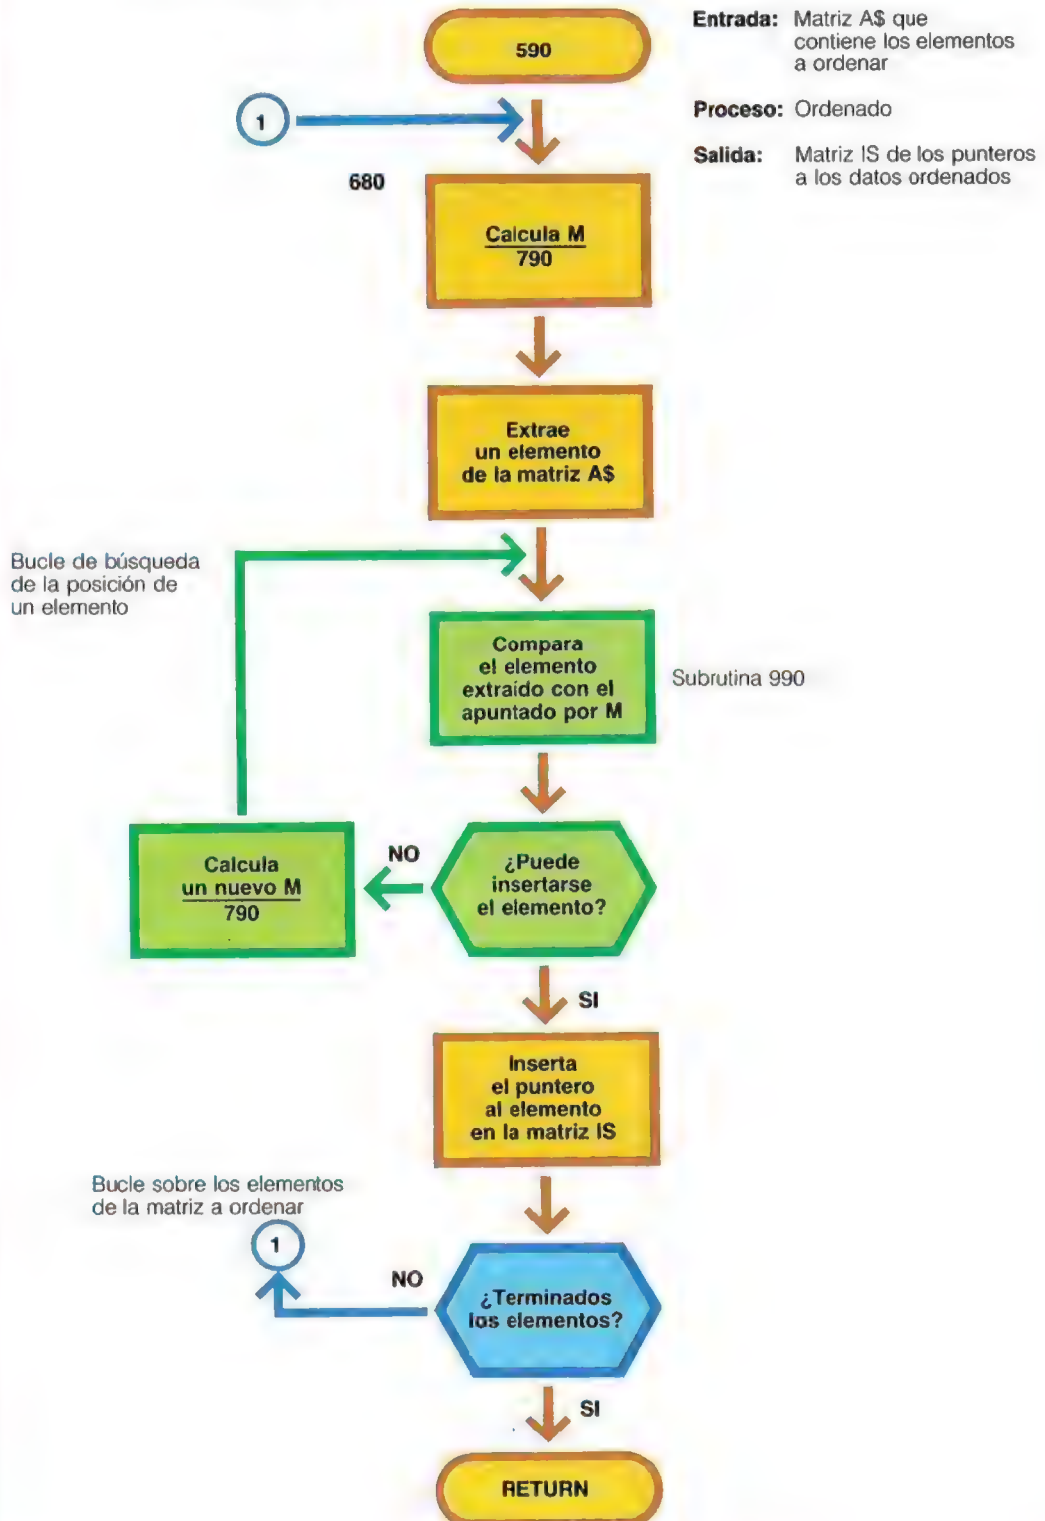 590
Entrada: Matriz A$ que
contiene los elementos
a ordenar
Proceso: Ordenado
Salida: Matriz IS de los punteros
a los datos ordenados
1
680
Calcula M
790
Extrae
un elemento
de la matriz A$
Bucle de búsqueda
de la posición de
un elemento
Compara
el elemento
extraído con el
apuntado por M
Subrutina 990
¿Puede
insertarse
el elemento?
NO
Calcula
un nuevo M
790
SI
Inserta
el puntero
al elemento
en la matriz IS
Bucle sobre los elementos
de la matriz a ordenar
1
NO
¿Terminados
los elementos?
SI
RETURN